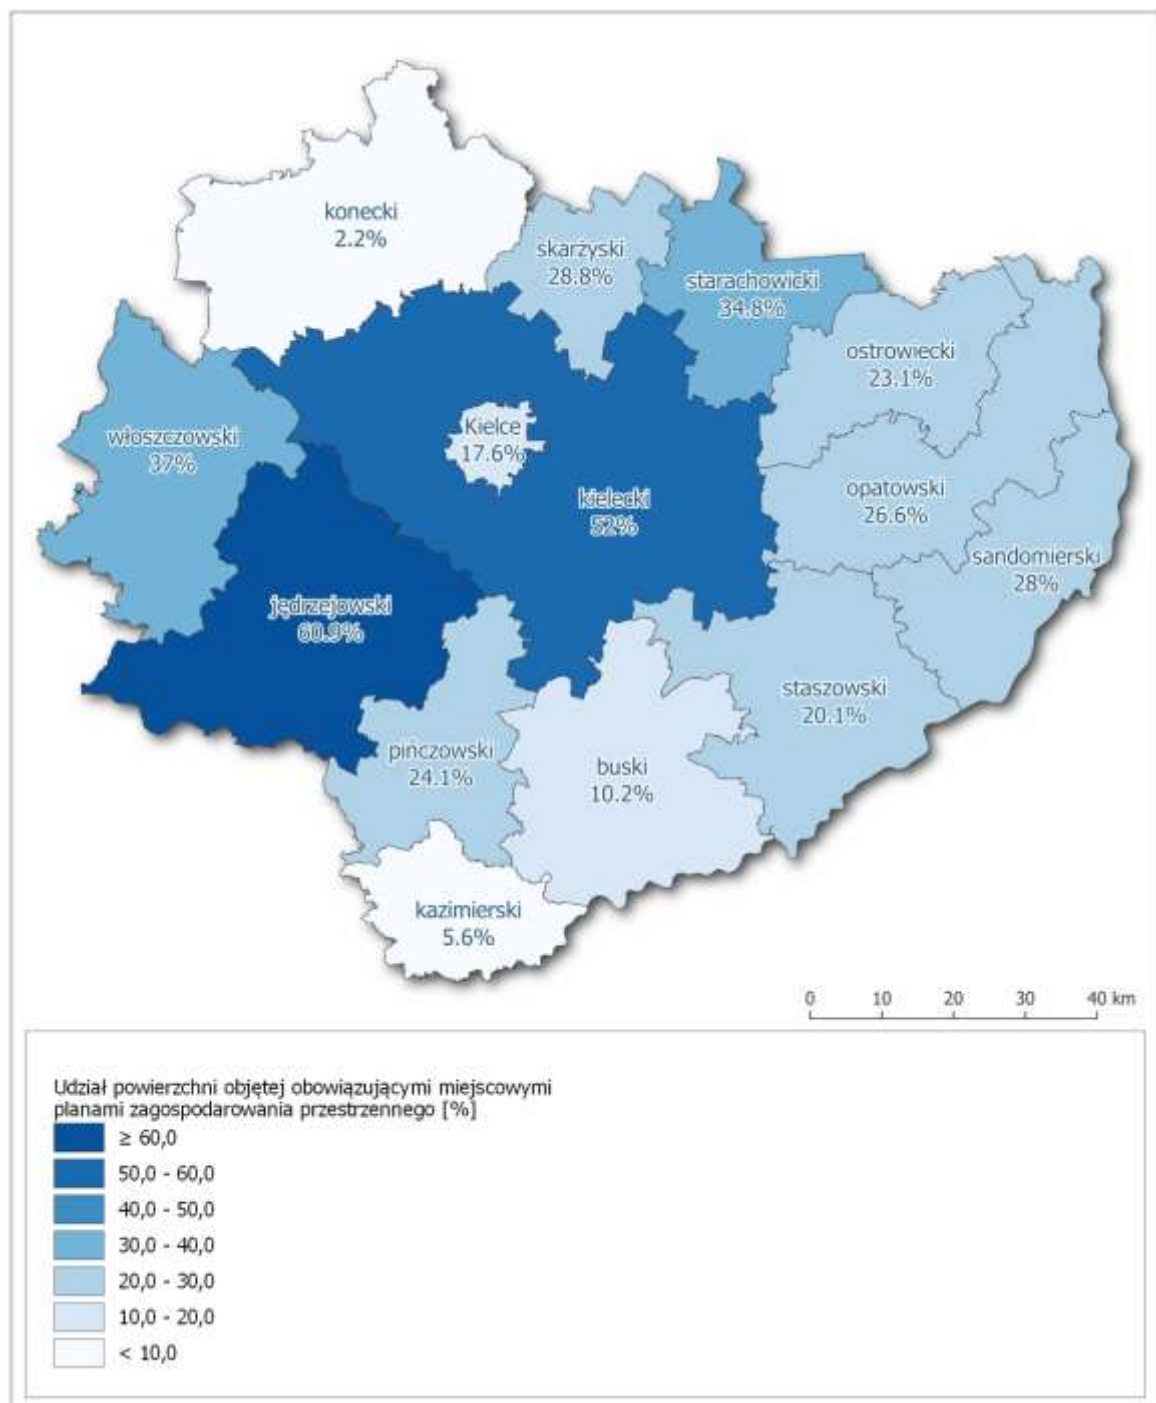 konecki
2.2%
skarżyski
28.8%
starachowicki
34.8%
ostrowiecki
23.1%
włoszczowski
37%
Kielce
17.6%
kielecki
52%
opatowski
26.6%
sandomierski
28%
jędrzejowski
60.9%
staszowski
20.1%
pińczowski
24.1%
buski
10.2%
kazimierski
5.6%
0 10 20 30 40 km
Udział powierzchni objętej obowiązującymi miejscowymi
planami zagospodarowania przestrzennego [%]
≥ 60,0
50,0 - 60,0
40,0 - 50,0
30,0 - 40,0
20,0 - 30,0
10,0 - 20,0
< 10,0